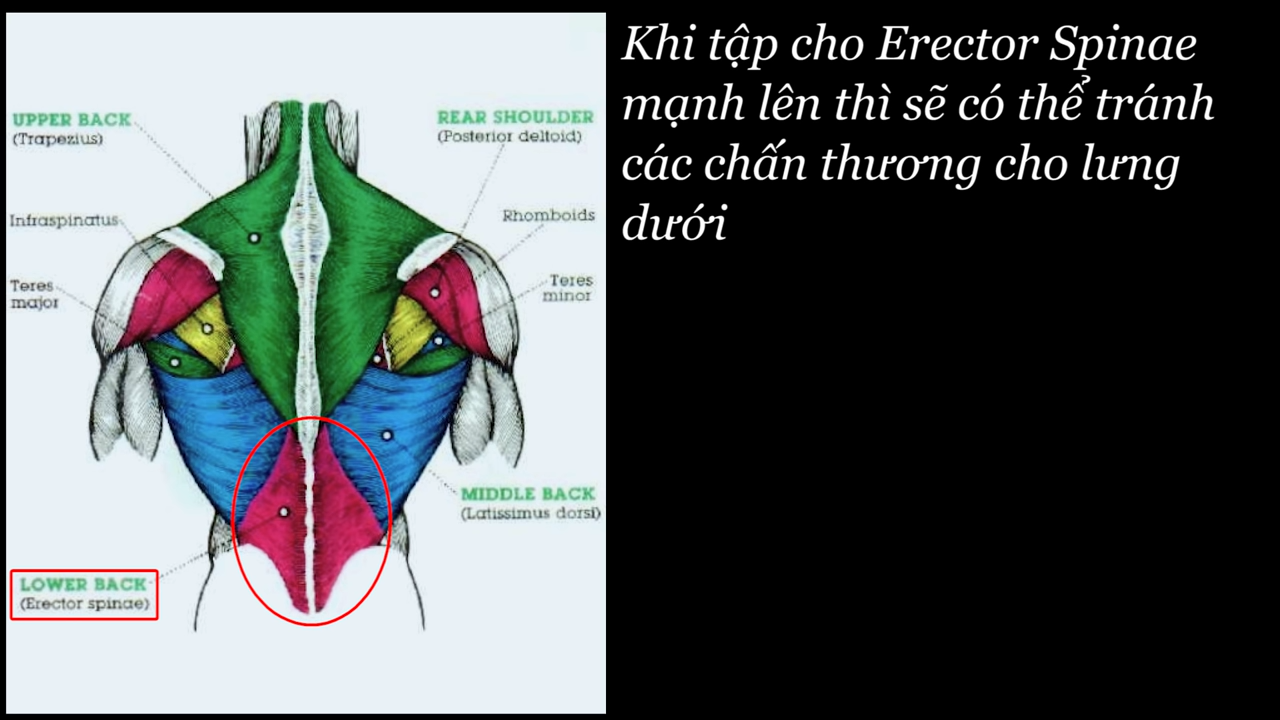 UPPER BACK
(Trapezius)
Infraspinatus
Teres
major
LOWER BACK
(Erector spinae)
REAR SHOULDER
(Posterior deltoid)
Rhomboids
Teres
minor
MIDDLE BACK
(Latissimus dorsi)
Khi tập cho Erector Spinae
mạnh lên thì sẽ có thể tránh
các chấn thương cho lưng
dưới